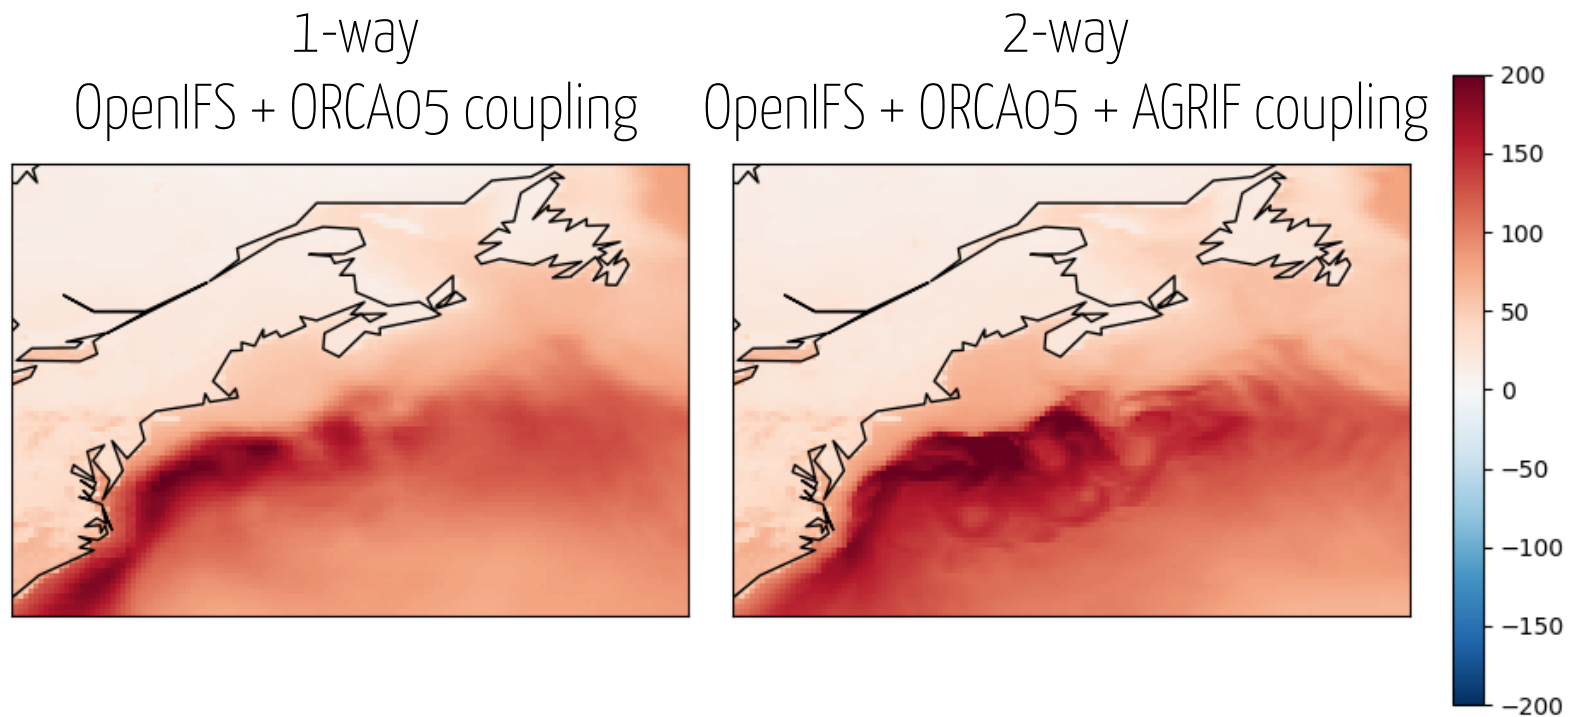 1-way
OpenIFS + ORCA05 coupling
2-way
OpenIFS + ORCA05 + AGRIF coupling
200
150
100
50
0
−50
−100
−150
−200